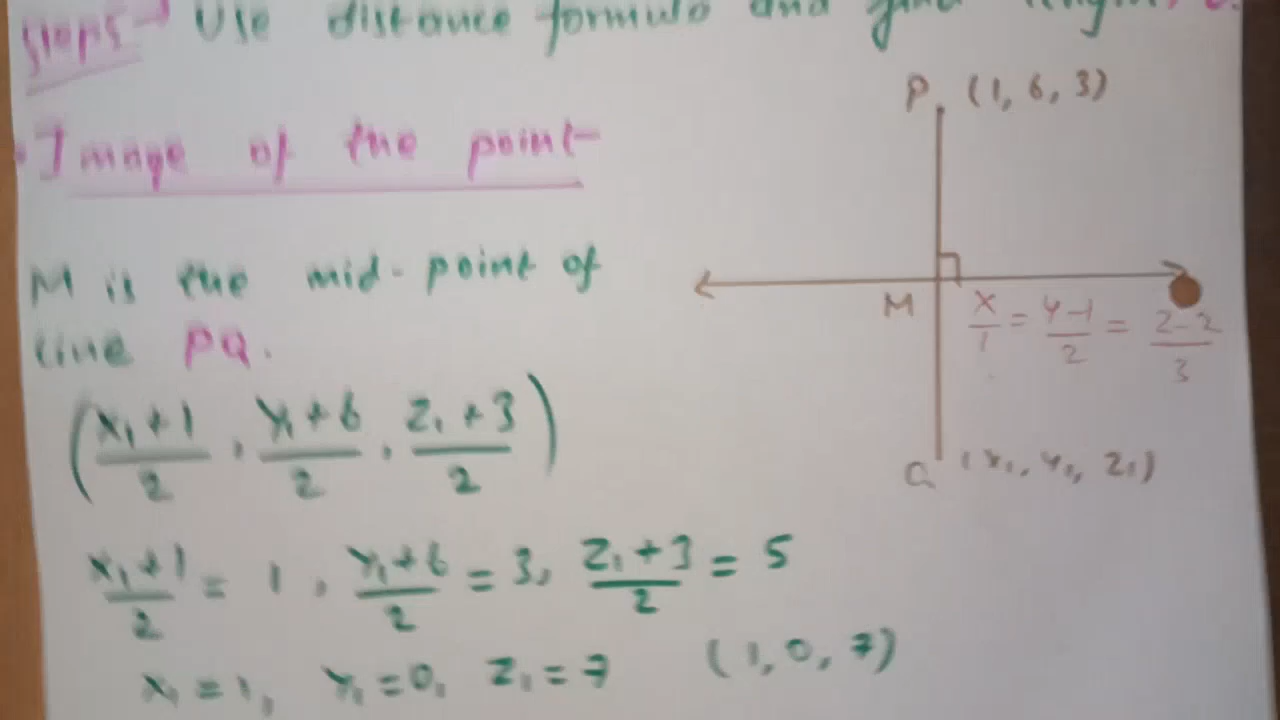 Steps → Use distance formula and find length
Image of the point
M is the mid-point of
line PQ.
(x₁+1/2, y₁+6/2, z₁+3/2)
x₁+1/2 = 1, y₁+6/2 = 3, z₁+3/2 = 5
x₁ = 1, y₁ = 0, z₁ = 7 (1, 0, 7)
P (1, 6, 3)
M x/1 = y-1/2 = z-2/3
Q (x₁, y₁, z₁)